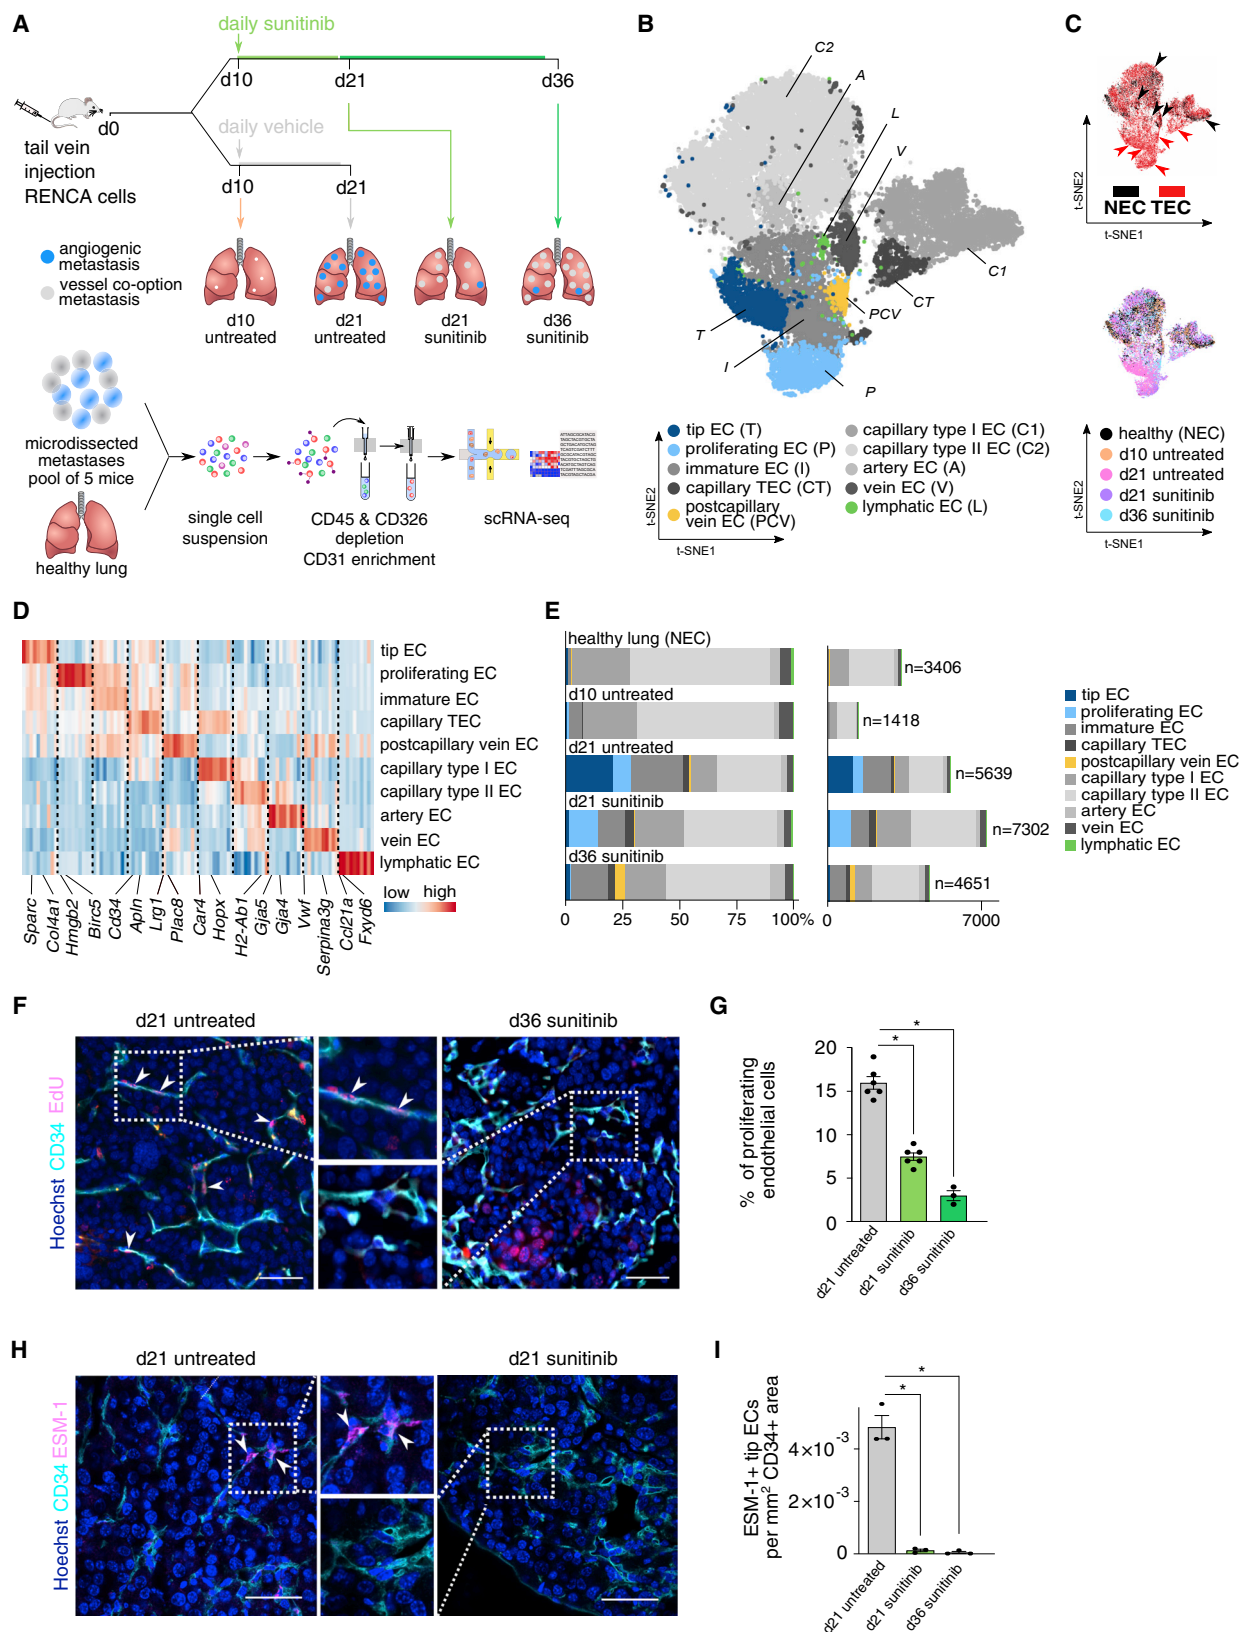 A
daily sunitinib
d10
d21
d36
d0
daily vehicle
d10
d21
tail vein
injection
RENCA cells
angiogenic
metastasis
vessel co-option
metastasis
d10
untreated
d21
untreated
d21
sunitinib
d36
sunitinib
microdissected
metastases
pool of 5 mice
healthy lung
single cell
suspension
CD45 & CD326
depletion
CD31 enrichment
scRNA-seq
B
C2
A
L
V
C1
CT
PCV
T
I
P
t-SNE2
t-SNE1
tip EC (T)
proliferating EC (P)
immature EC (I)
capillary TEC (CT)
postcapillary
vein EC (PCV)
capillary type I EC (C1)
capillary type II EC (C2)
artery EC (A)
vein EC (V)
lymphatic EC (L)
C
t-SNE2
NEC TEC
t-SNE1
healthy (NEC)
d10 untreated
d21 untreated
d21 sunitinib
d36 sunitinib
t-SNE2
t-SNE1
D
tip EC
proliferating EC
immature EC
capillary TEC
postcapillary vein EC
capillary type I EC
capillary type II EC
artery EC
vein EC
lymphatic EC
low high
Sparc
Col4a1
Hmgb2
Birc5
Cd34
Apln
Lrg1
Plac8
Car4
Hopx
H2-Ab1
Gja5
Gja4
Vwf
Serpina3g
Ccl21a
Fxyd6
E
healthy lung (NEC)
n=3406
d10 untreated
n=1418
d21 untreated
n=5639
d21 sunitinib
n=7302
d36 sunitinib
n=4651
0 25 50 75 100%
0 7000
tip EC
proliferating EC
immature EC
capillary TEC
postcapillary vein EC
capillary type I EC
capillary type II EC
artery EC
vein EC
lymphatic EC
F
d21 untreated
d36 sunitinib
Hoechst CD34 EdU
G
% of proliferating
endothelial cells
20
15
10
5
0
*
*
d21 untreated
d21 sunitinib
d36 sunitinib
H
d21 untreated
d21 sunitinib
Hoechst CD34 ESM-1
I
ESM-1+ tip ECs
per mm² CD34+ area
4×10⁻³
2×10⁻³
0
*
*
d21 untreated
d21 sunitinib
d36 sunitinib